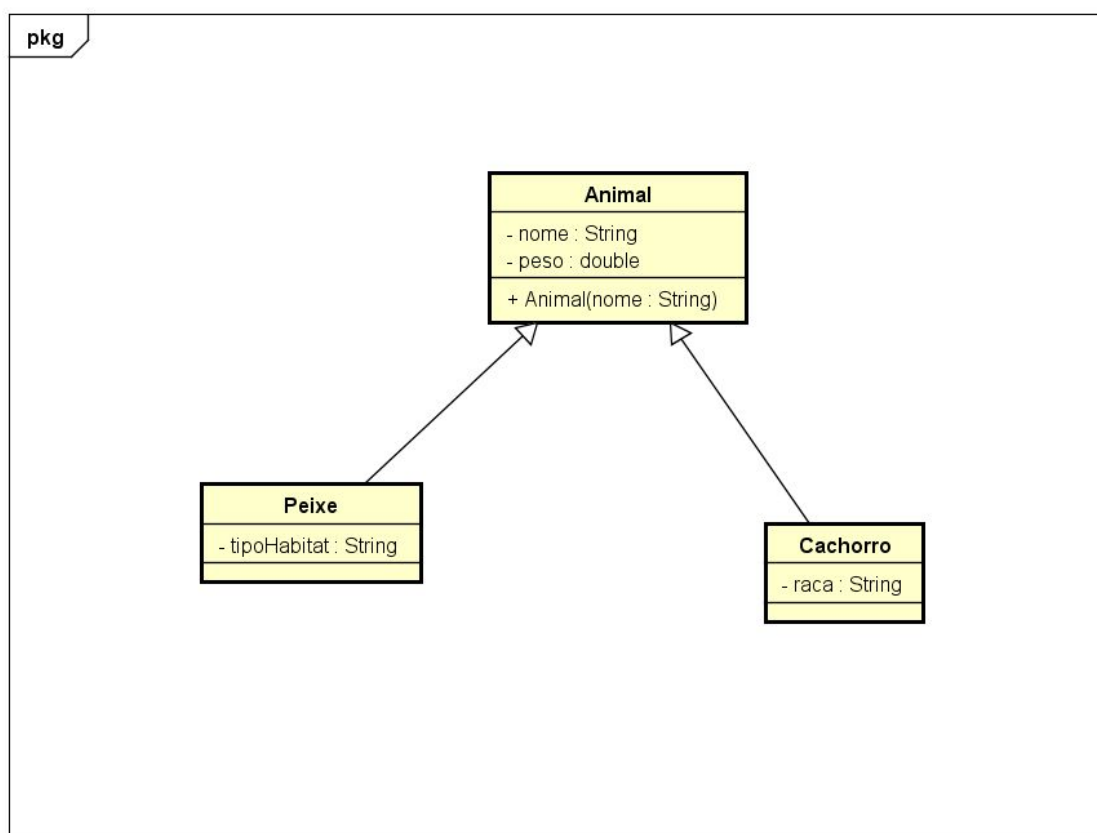 pkg
Animal
- nome : String
- peso : double
+ Animal(nome : String)
Peixe
- tipoHabitat : String
Cachorro
- raca : String